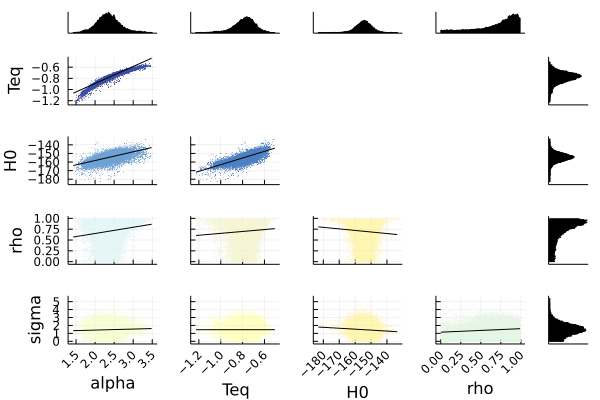 Teq
−0.6
−0.8
−1.0
−1.2
H0
−140
−150
−160
−170
−180
rho
1.00
0.75
0.50
0.25
0.00
sigma
5
4
3
2
1
0
1.5 2.0 2.5 3.0 3.5
−1.2 −1.0 −0.8 −0.6
−180 −170 −160 −150 −140
0.00 0.25 0.50 0.75 1.00
alpha
Teq
H0
rho